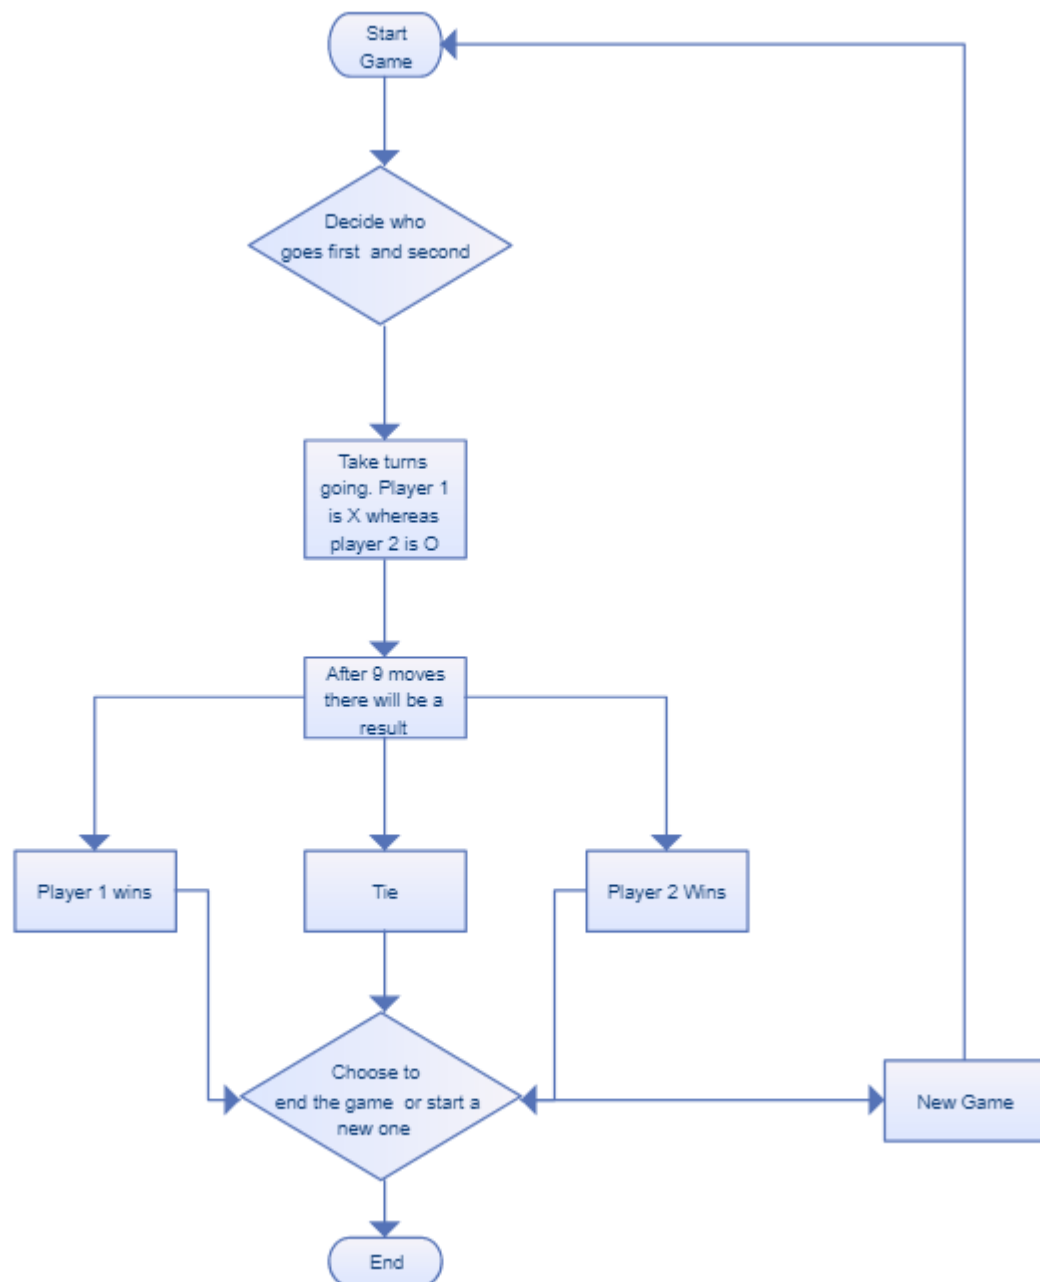 Start
Game
Decide who
goes first and second
Take turns
going. Player 1
is X whereas
player 2 is O
After 9 moves
there will be a
result
Player 1 wins
Tie
Player 2 Wins
Choose to
end the game or start a
new one
New Game
End